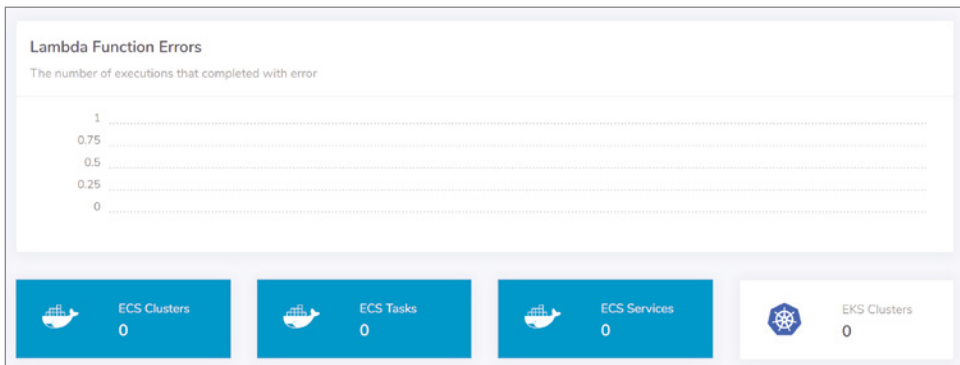 Lambda Function Errors
The number of executions that completed with error
1
0.75
0.5
0.25
0
ECS Clusters
0
ECS Tasks
0
ECS Services
0
EKS Clusters
0